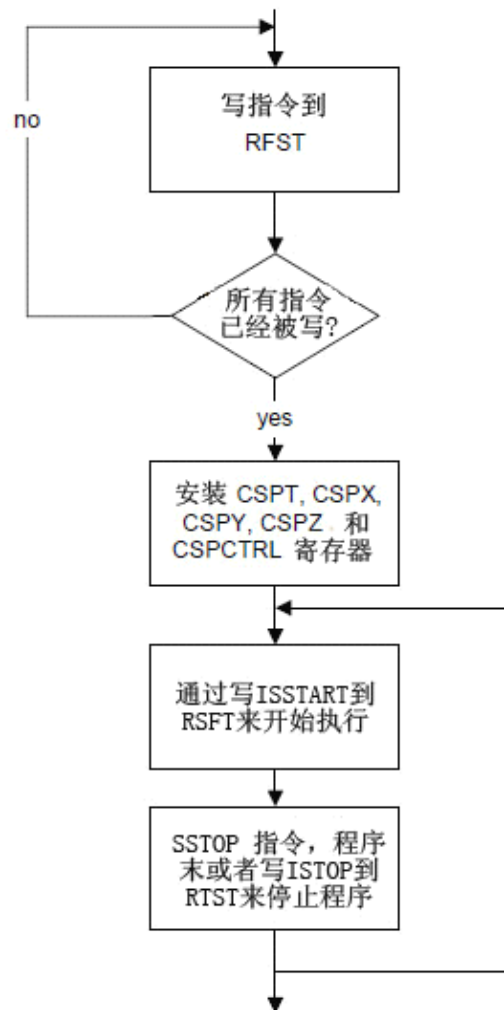 写指令到
RFST
no
所有指令
已经被写?
yes
安装 CSPT, CSPX,
CSPY, CSPZ 和
CSPCTRL 寄存器
通过写ISSTART到
RSFT来开始执行
SSTOP 指令，程序
末或者写ISTOP到
RTST来停止程序